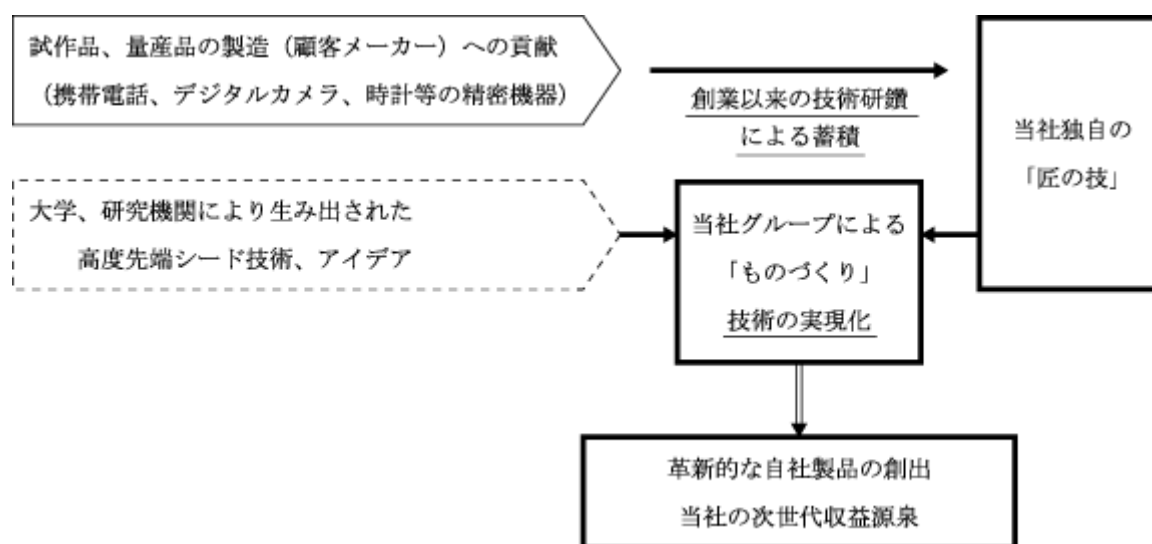 試作品、量産品の製造（顧客メーカー）への貢献
（携帯電話、デジタルカメラ、時計等の精密機器）
創業以来の技術研鑽
による蓄積
当社独自の
「匠の技」
大学、研究機関により生み出された
高度先端シード技術、アイデア
当社グループによる
「ものづくり」
技術の実現化
革新的な自社製品の創出
当社の次世代収益源泉